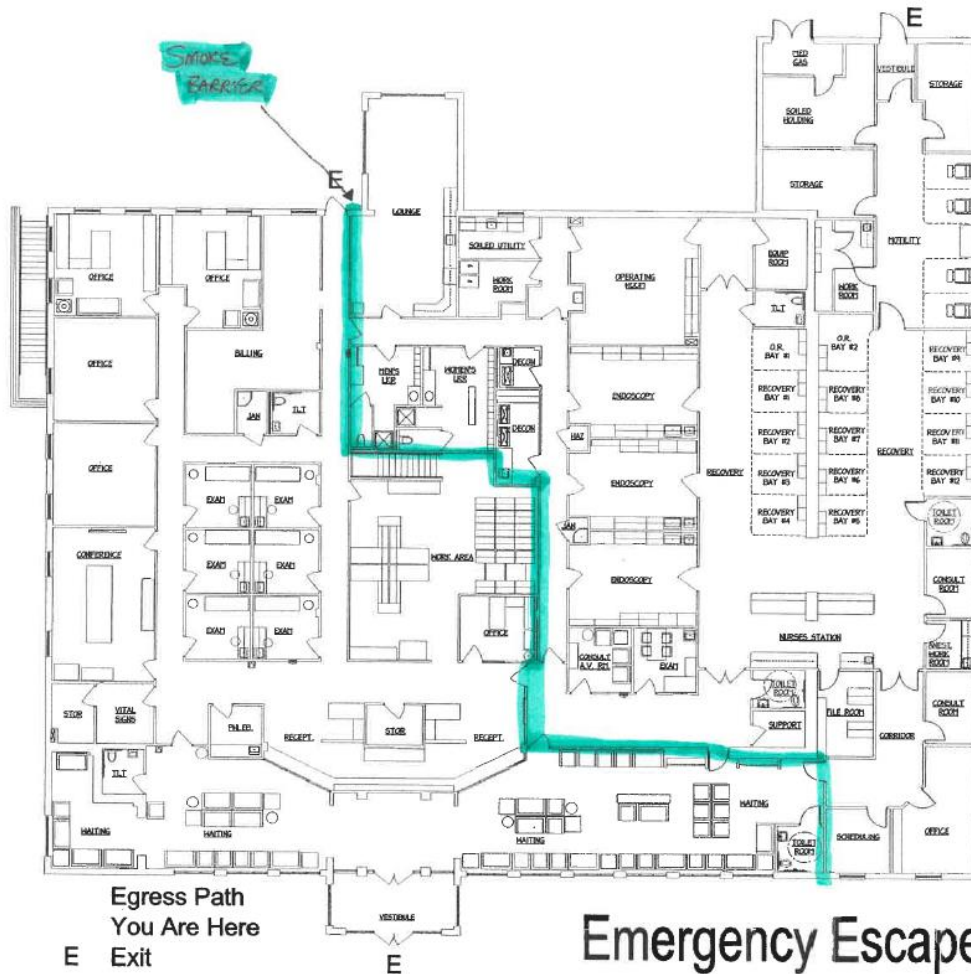 SMOKE
BARRIER
E
MED
GAS
VESTIBULE
STORAGE
SOILED
HOLDING
STORAGE
E
LOUNGE
SOILED UTILITY
WORK
ROOM
OPERATING
ROOM
EQUIP
ROOM
MOTILITY
WORK
ROOM
TLT
OFFICE
OFFICE
OFFICE
BILLING
JAN
TLT
MEN'S
LKR
WOMEN'S
LKR
DECON
DECON
ENDOSCOPY
HAZ
ENDOSCOPY
JAN
ENDOSCOPY
O.R.
BAY #1
O.R.
BAY #2
RECOVERY
BAY #1
RECOVERY
BAY #8
RECOVERY
BAY #2
RECOVERY
BAY #7
RECOVERY
BAY #3
RECOVERY
BAY #6
RECOVERY
BAY #4
RECOVERY
BAY #5
RECOVERY
RECOVERY
RECOVERY
BAY #9
RECOVERY
BAY #10
RECOVERY
BAY #11
RECOVERY
BAY #12
TOILET
ROOM
CONSULT
ROOM
OFFICE
CONFERENCE
EXAM
EXAM
EXAM
EXAM
EXAM
EXAM
WORK AREA
OFFICE
CONSULT
A.V. RM.
EXAM
NURSES STATION
ANEST.
WORK
ROOM
CONSULT
ROOM
TOILET
ROOM
SUPPORT
FILE ROOM
CORRIDOR
STOR
VITAL
SIGNS
PHLEB.
RECEPT.
STOR
RECEPT.
TLT
WAITING
WAITING
WAITING
WAITING
TOILET
ROOM
SCHEDULING
OFFICE
VESTIBULE
Egress Path
You Are Here
E Exit
E
Emergency Escape